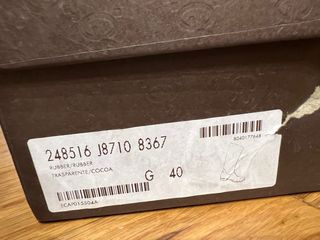 248516 J8710 8367
RUBBER/RUBBER
TRASPARENTE/COCOA
G 40